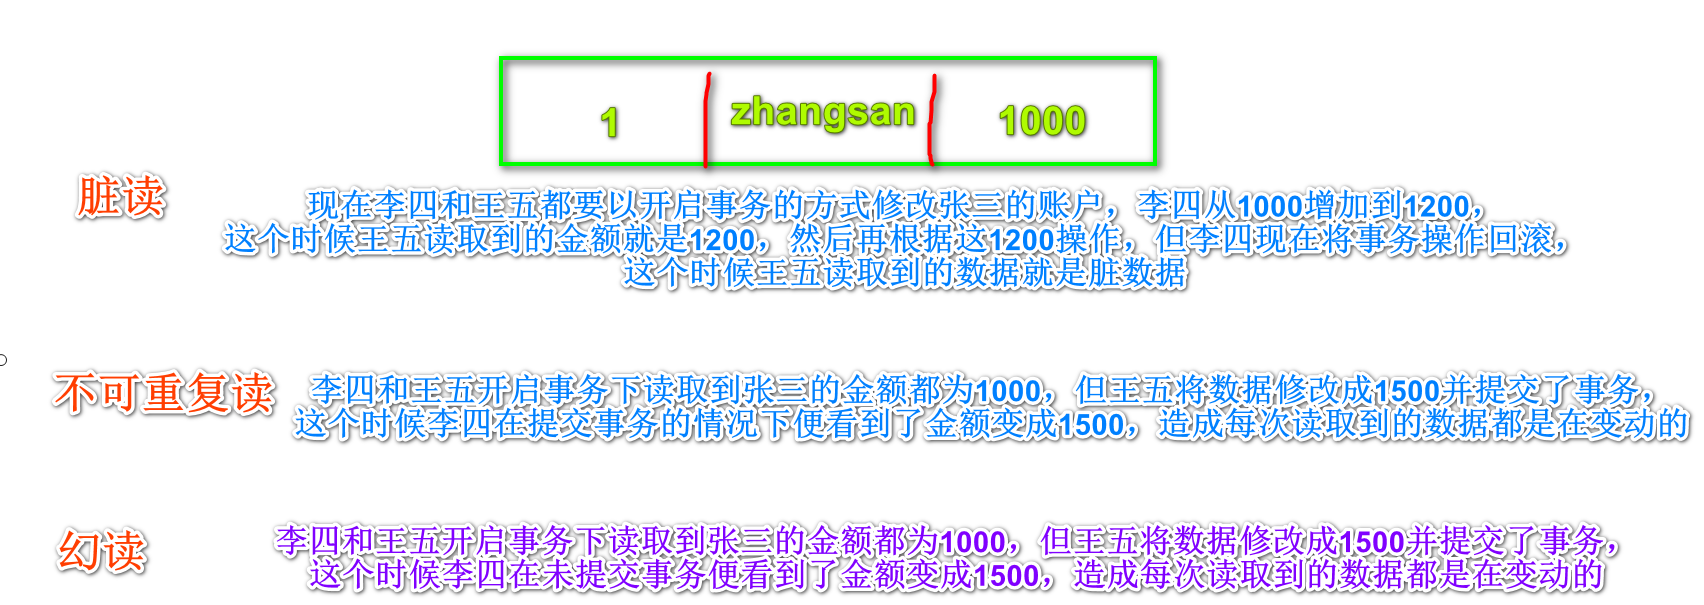 1 zhangsan 1000
脏读
现在李四和王五都要以开启事务的方式修改张三的账户，李四从1000增加到1200，
这个时候王五读取到的金额就是1200，然后再根据这1200操作，但李四现在将事务操作回滚，
这个时候王五读取到的数据就是脏数据
不可重复读
李四和王五开启事务下读取到张三的金额都为1000，但王五将数据修改成1500并提交了事务，
这个时候李四在提交事务的情况下便看到了金额变成1500，造成每次读取到的数据都是在变动的
幻读
李四和王五开启事务下读取到张三的金额都为1000，但王五将数据修改成1500并提交了事务，
这个时候李四在未提交事务便看到了金额变成1500，造成每次读取到的数据都是在变动的